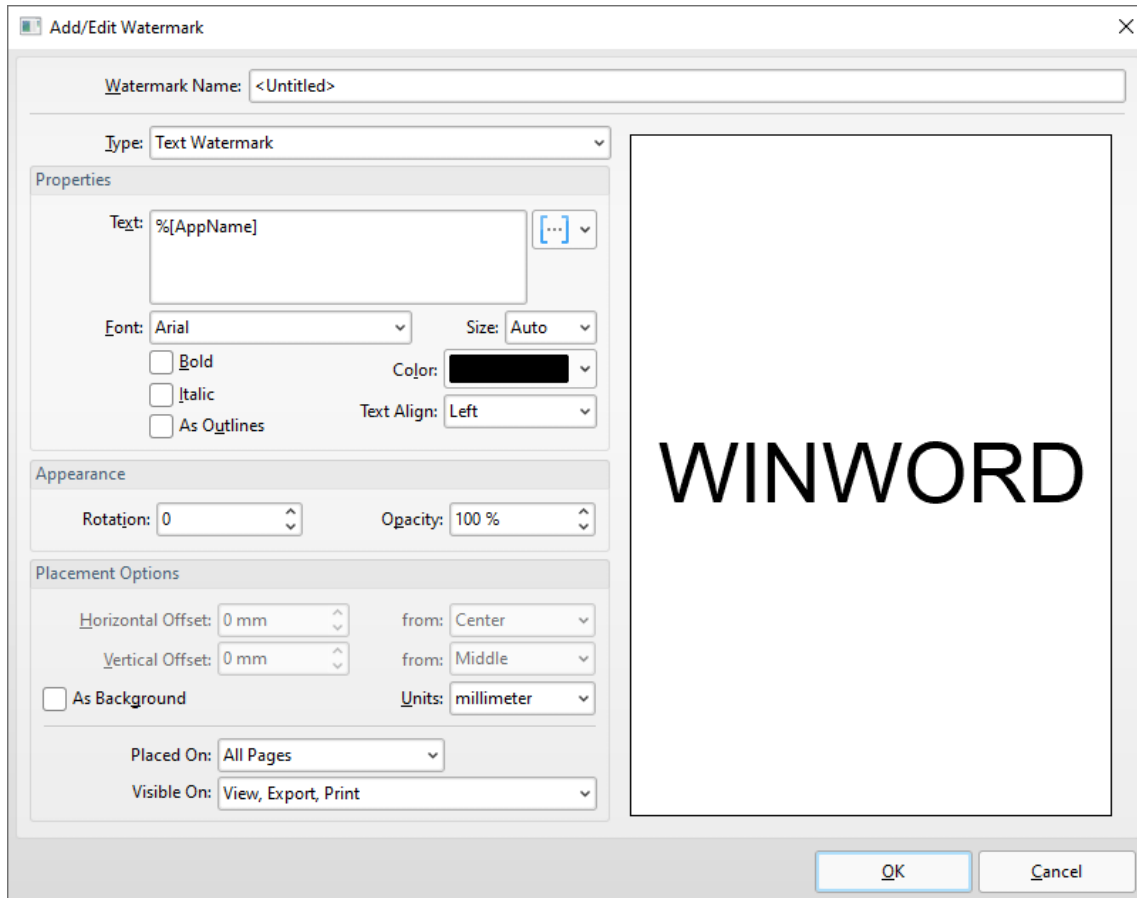 Add/Edit Watermark
Watermark Name: <Untitled>
Type: Text Watermark
Properties
Text: %[AppName]
[...]
Font: Arial Size: Auto
Bold
Color:
Italic
Text Align: Left
As Outlines
Appearance
Rotation: 0 Opacity: 100 %
Placement Options
Horizontal Offset: 0 mm from: Center
Vertical Offset: 0 mm from: Middle
As Background Units: millimeter
Placed On: All Pages
Visible On: View, Export, Print
WINWORD
OK Cancel